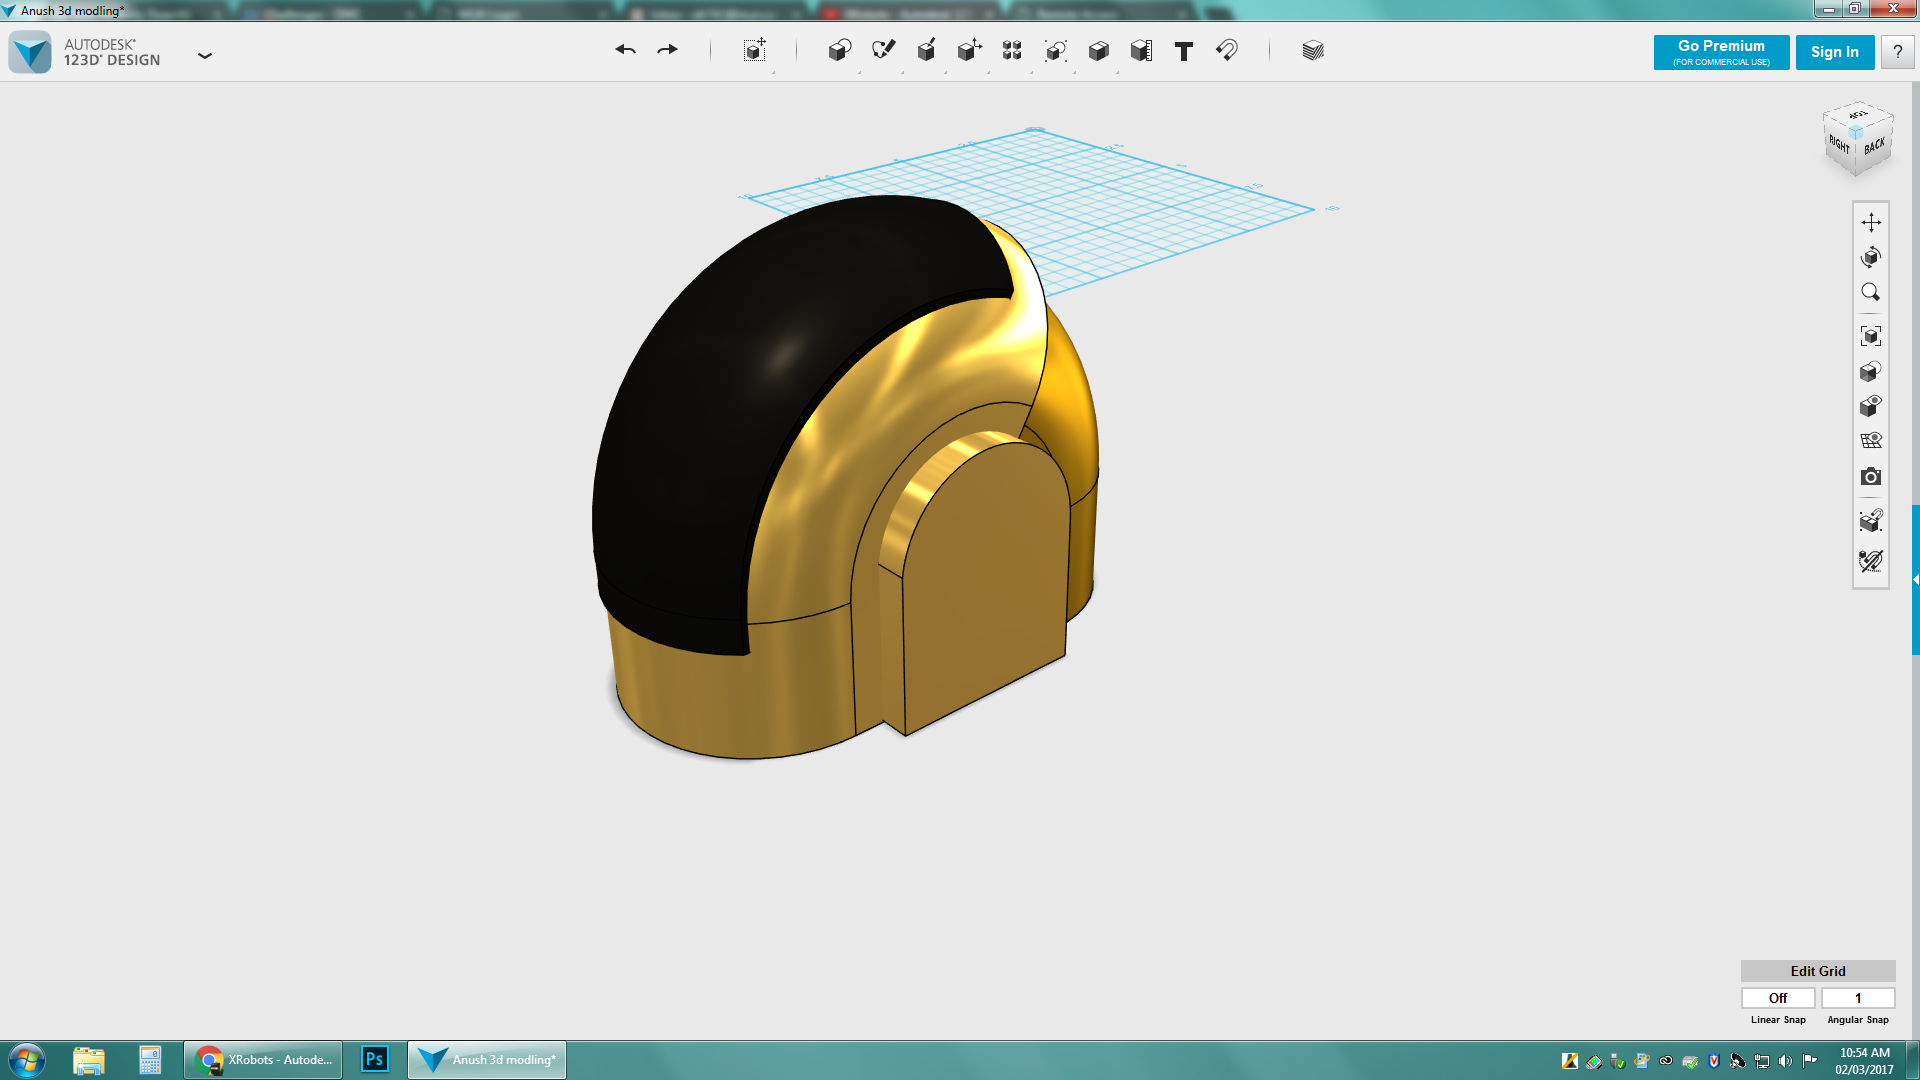 Anush 3d modling*
AUTODESK®
123D® DESIGN
Go Premium
(FOR COMMERCIAL USE)
Sign In
?
TOP
RIGHT
BACK
Edit Grid
Off
1
Linear Snap
Angular Snap
XRobots - Autode...
Ps
Anush 3d modling*
10:54 AM
02/03/2017